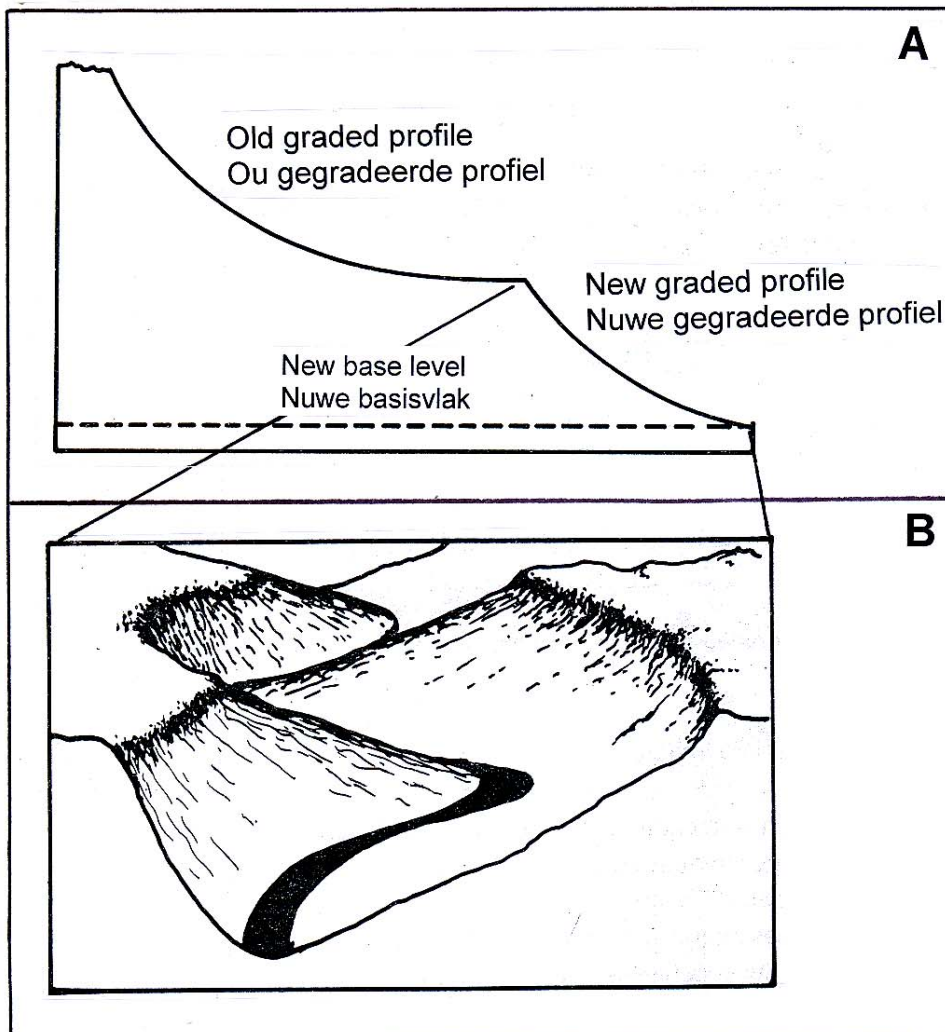 A
Old graded profile
Ou gegradeerde profiel
New graded profile
Nuwe gegradeerde profiel
New base level
Nuwe basisvlak
B